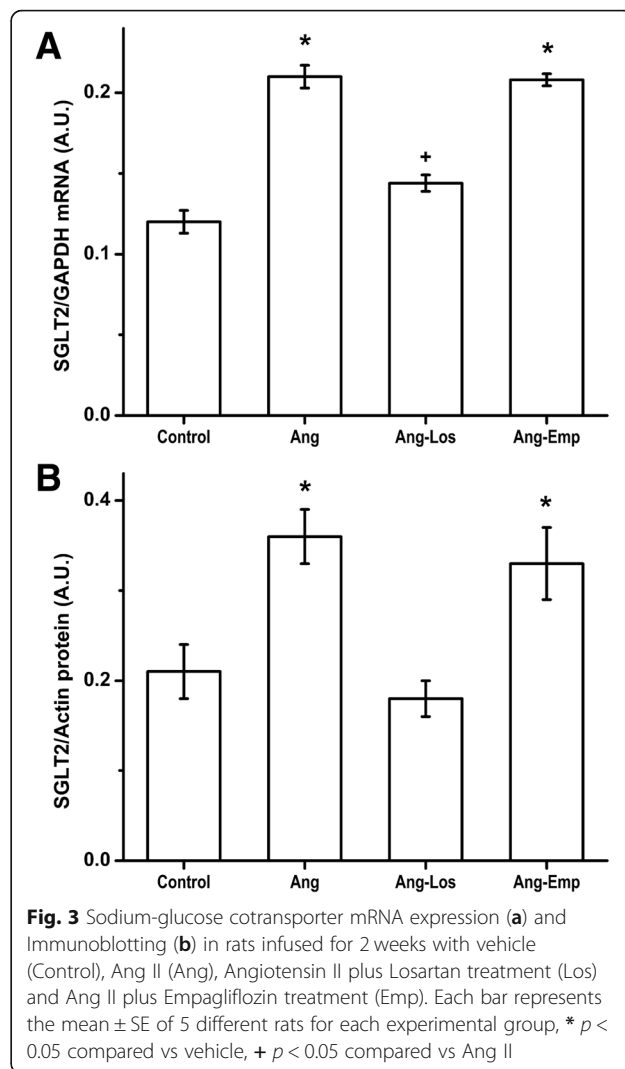 A
* *
+
SGLT2/GAPDH mRNA (A.U.)
0.2
0.1
0.0
Control Ang Ang-Los Ang-Emp
B
* *
SGLT2/Actin protein (A.U.)
0.4
0.2
0.0
Control Ang Ang-Los Ang-Emp
Fig. 3 Sodium-glucose cotransporter mRNA expression (a) and
Immunoblotting (b) in rats infused for 2 weeks with vehicle
(Control), Ang II (Ang), Angiotensin II plus Losartan treatment (Los)
and Ang II plus Empagliflozin treatment (Emp). Each bar represents
the mean ± SE of 5 different rats for each experimental group, * p <
0.05 compared vs vehicle, + p < 0.05 compared vs Ang II